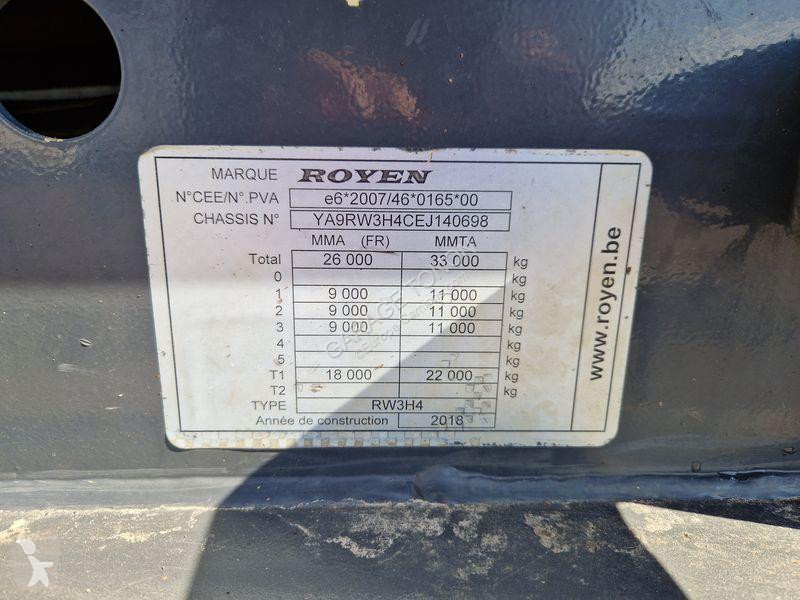 MARQUE ROYEN
N°CEE/N°.PVA e6*2007/46*0165*00
CHASSIS N° YA9RW3H4CEJ140698
MMA (FR) MMTA
Total 26 000 33 000 kg
0
1 9 000 11 000 kg
2 9 000 11 000 kg
3 9 000 11 000 kg
4 kg
5 kg
T1 18 000 22 000 kg
T2 kg
TYPE RW3H4
Année de construction 2018
www.royen.be
GARAGE TONON